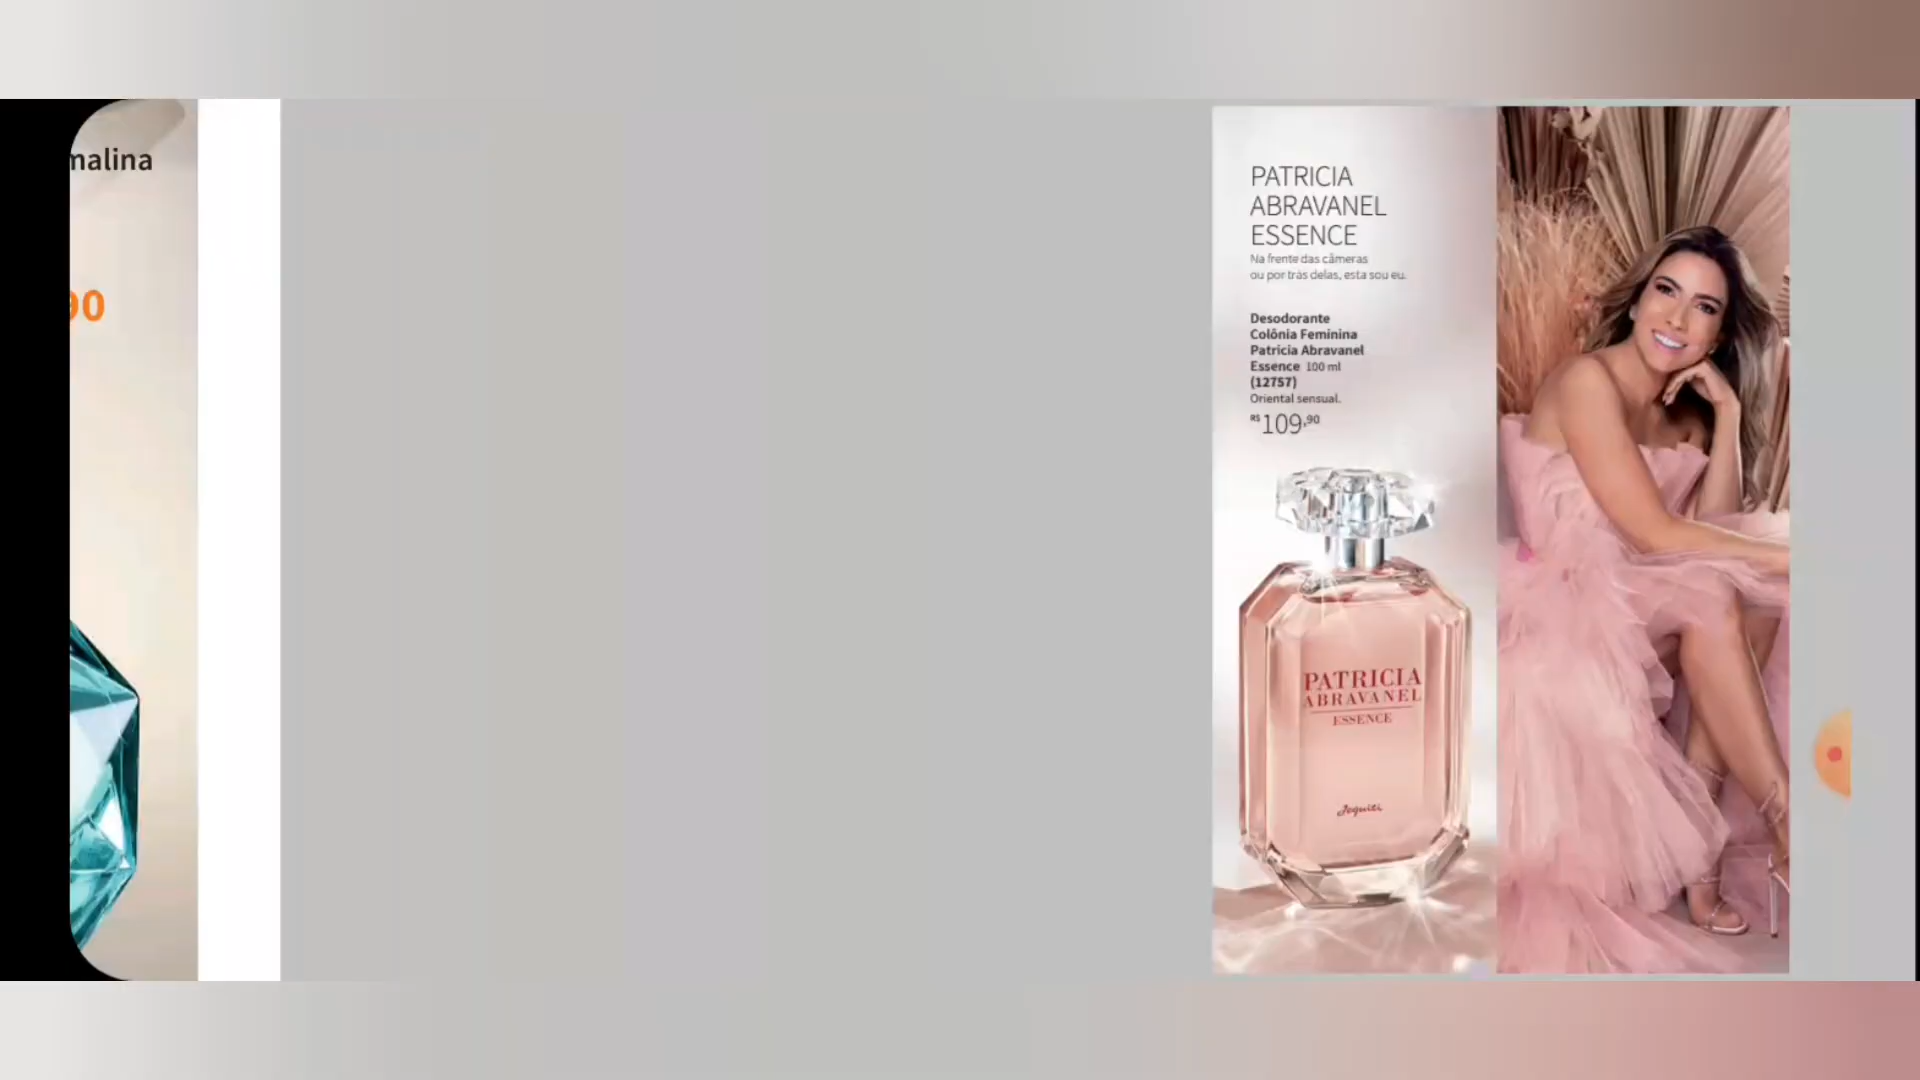 malina
90
PATRICIA
ABRAVANEL
ESSENCE
Na frente das câmeras
ou por trás delas, esta sou eu.
Desodorante
Colônia Feminina
Patricia Abravanel
Essence 100 ml
(12757)
Oriental sensual.
R$ 109,90
PATRICIA
ABRAVANEL
ESSENCE
Jequiti